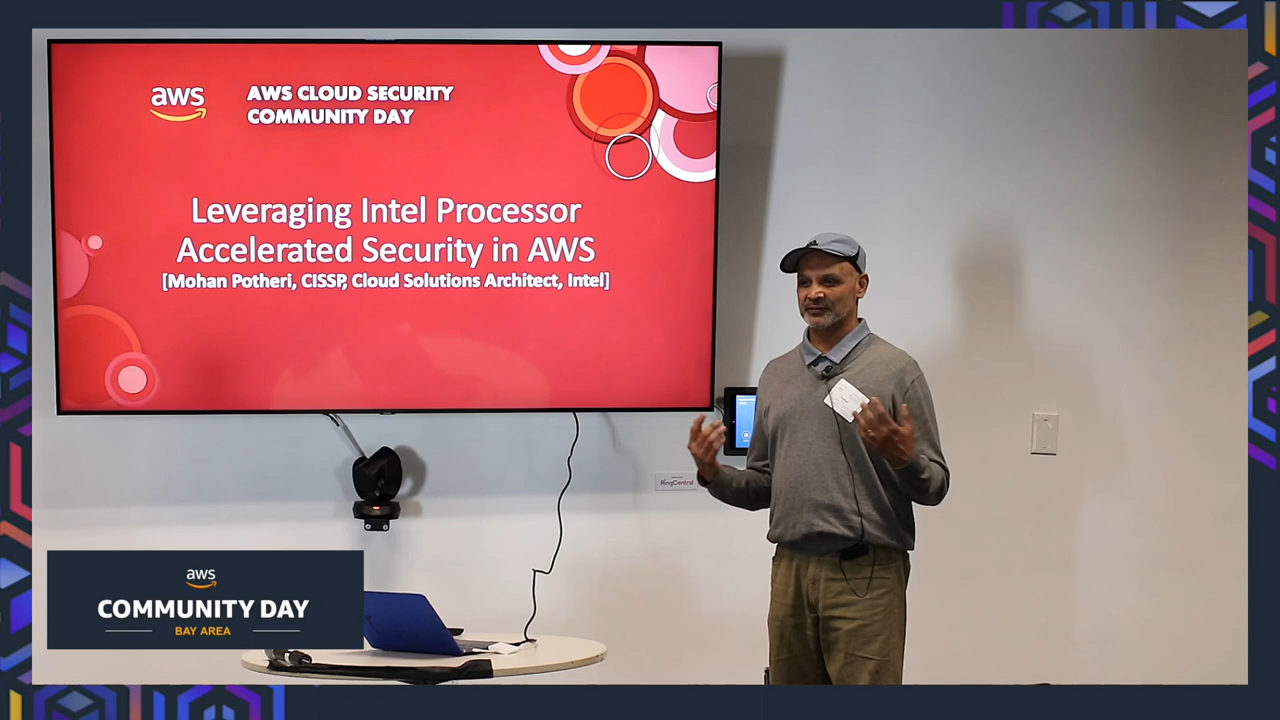 aws
AWS CLOUD SECURITY
COMMUNITY DAY
Leveraging Intel Processor
Accelerated Security in AWS
[Mohan Potheri, CISSP, Cloud Solutions Architect, Intel]
RingCentral
aws
COMMUNITY DAY
BAY AREA